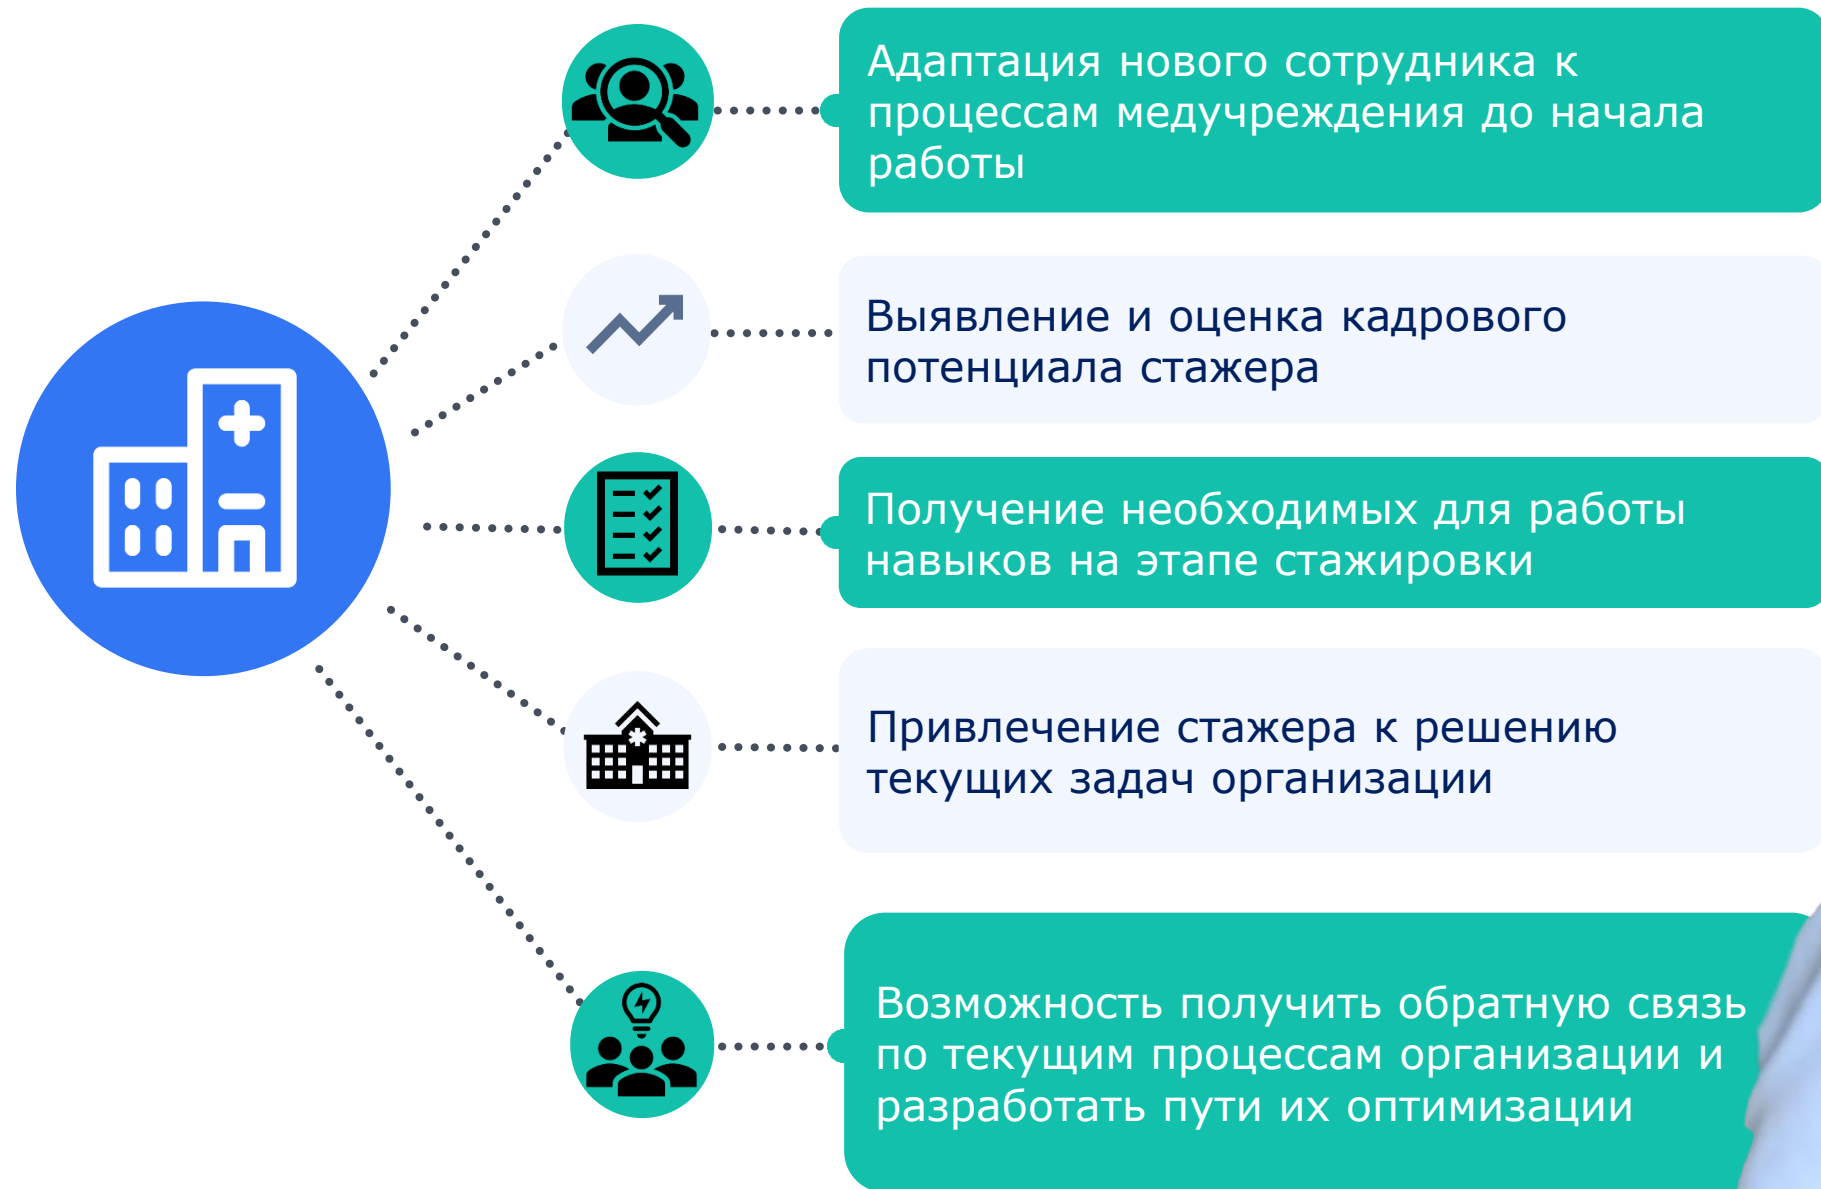 Адаптация нового сотрудника к
процессам медучреждения до начала
работы
Выявление и оценка кадрового
потенциала стажера
Получение необходимых для работы
навыков на этапе стажировки
Привлечение стажера к решению
текущих задач организации
Возможность получить обратную связь
по текущим процессам организации и
разработать пути их оптимизации